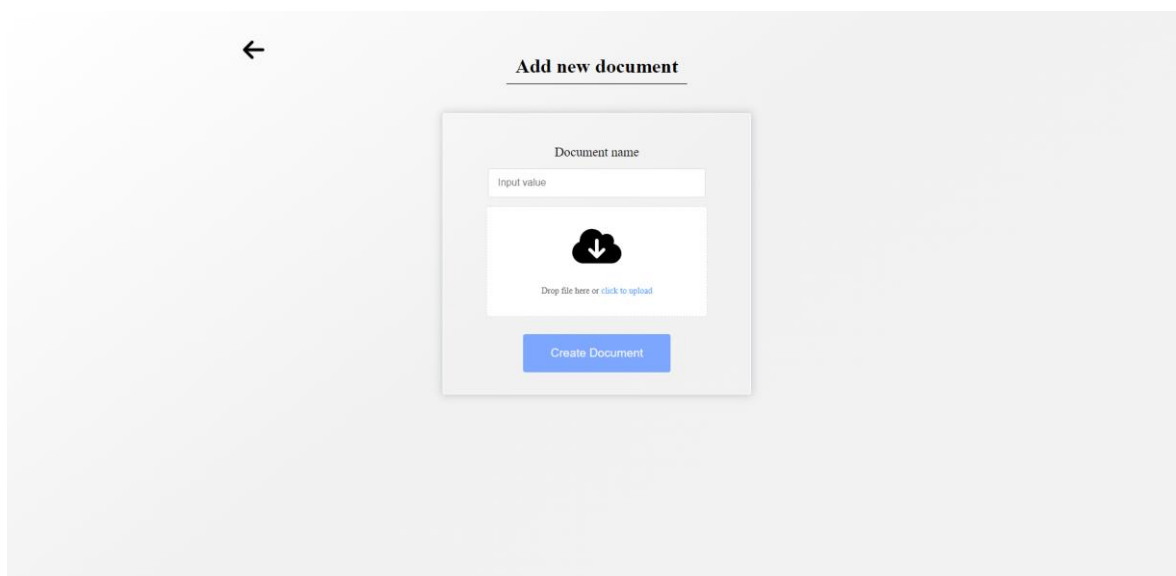 Add new document
Document name
Input value
Drop file here or click to upload
Create Document